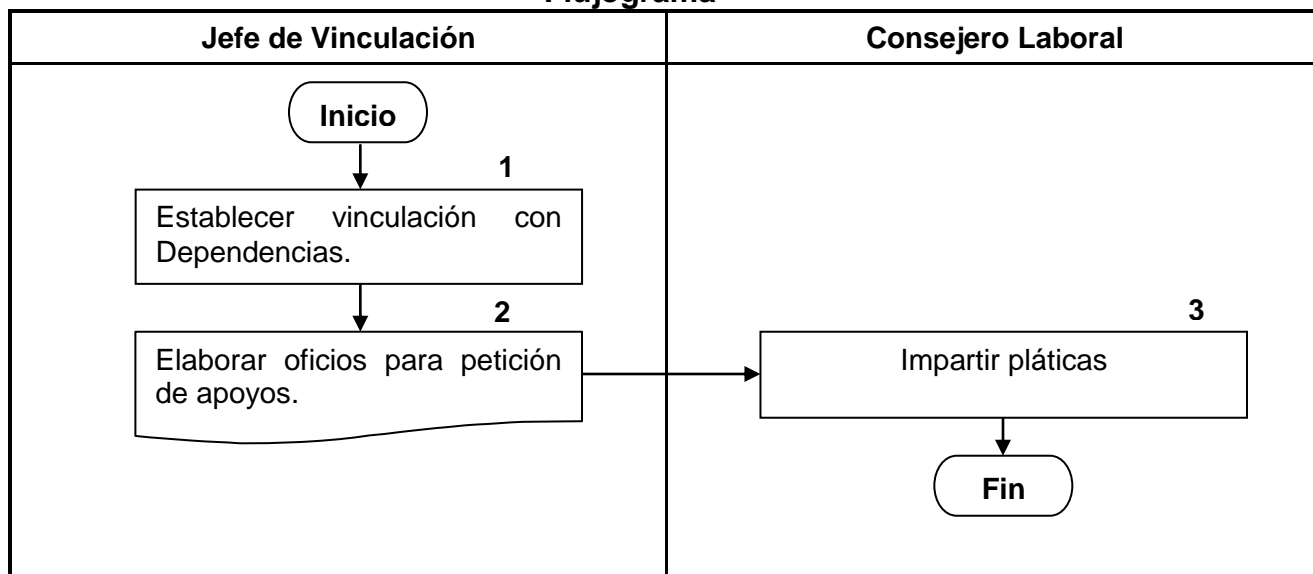 Flujograma
Jefe de Vinculación
Consejero Laboral
Inicio
1
Establecer vinculación con
Dependencias.
2
Elaborar oficios para petición
de apoyos.
3
Impartir pláticas
Fin